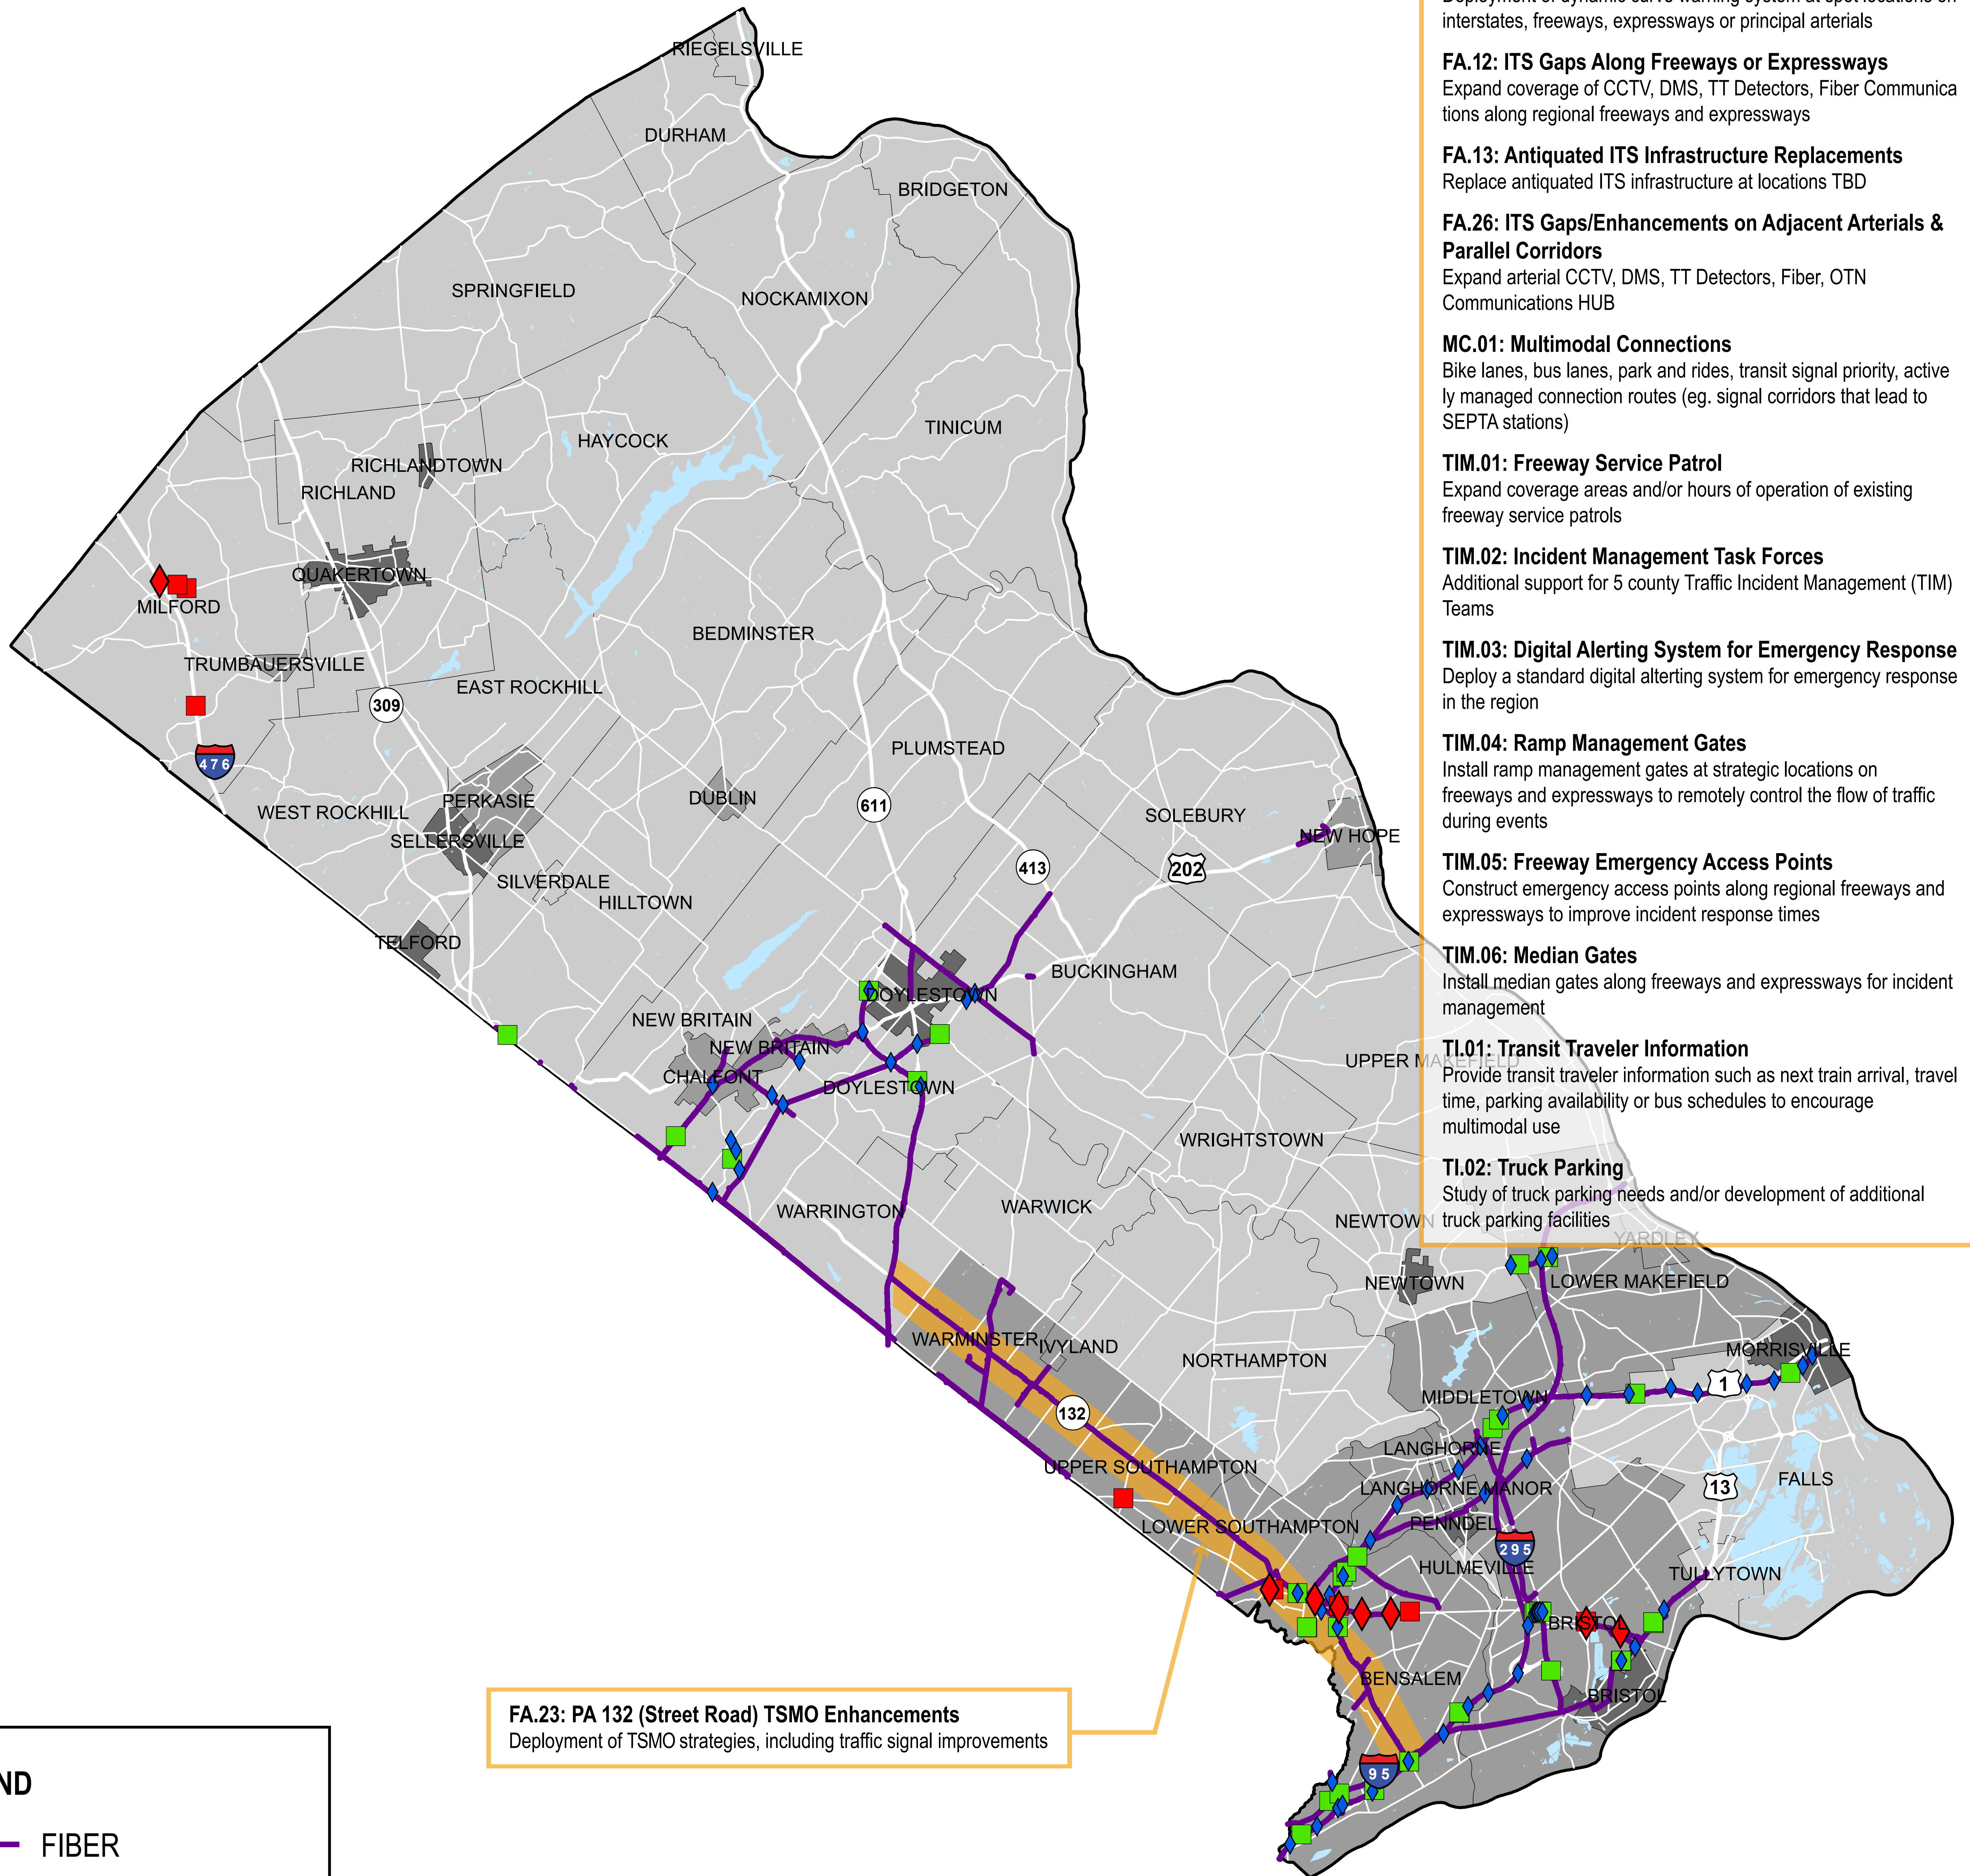 Deployment of dynamic curve warning system at spot locations on
interstates, freeways, expressways or principal arterials
FA.12: ITS Gaps Along Freeways or Expressways
Expand coverage of CCTV, DMS, TT Detectors, Fiber Communica
tions along regional freeways and expressways
FA.13: Antiquated ITS Infrastructure Replacements
Replace antiquated ITS infrastructure at locations TBD
FA.26: ITS Gaps/Enhancements on Adjacent Arterials &
Parallel Corridors
Expand arterial CCTV, DMS, TT Detectors, Fiber, OTN
Communications HUB
MC.01: Multimodal Connections
Bike lanes, bus lanes, park and rides, transit signal priority, active
ly managed connection routes (eg. signal corridors that lead to
SEPTA stations)
TIM.01: Freeway Service Patrol
Expand coverage areas and/or hours of operation of existing
freeway service patrols
TIM.02: Incident Management Task Forces
Additional support for 5 county Traffic Incident Management (TIM)
Teams
TIM.03: Digital Alerting System for Emergency Response
Deploy a standard digital alterting system for emergency response
in the region
TIM.04: Ramp Management Gates
Install ramp management gates at strategic locations on
freeways and expressways to remotely control the flow of traffic
during events
TIM.05: Freeway Emergency Access Points
Construct emergency access points along regional freeways and
expressways to improve incident response times
TIM.06: Median Gates
Install median gates along freeways and expressways for incident
management
TI.01: Transit Traveler Information
Provide transit traveler information such as next train arrival, travel
time, parking availability or bus schedules to encourage
multimodal use
TI.02: Truck Parking
Study of truck parking needs and/or development of additional
truck parking facilities
RIEGELSVILLE
DURHAM
BRIDGETON
SPRINGFIELD
NOCKAMIXON
TINICUM
HAYCOCK
RICHLANDTOWN
RICHLAND
QUAKERTOWN
MILFORD
BEDMINSTER
TRUMBAUERSVILLE
EAST ROCKHILL
309
476
PLUMSTEAD
DUBLIN
PERKASIE
WEST ROCKHILL
611
SOLEBURY
NEW HOPE
SELLERSVILLE
413
202
SILVERDALE
HILLTOWN
TELFORD
BUCKINGHAM
DOYLESTOWN
NEW BRITAIN
NEW BRITAIN
UPPER MAKEFIELD
CHALFONT
DOYLESTOWN
WRIGHTSTOWN
WARRINGTON
WARWICK
NEWTOWN
YARDLEY
NEWTOWN
LOWER MAKEFIELD
WARMINSTER
IVYLAND
NORTHAMPTON
MORRISVILLE
1
MIDDLETOWN
132
LANGHORNE
UPPER SOUTHAMPTON
LANGHORNE MANOR
13
FALLS
LOWER SOUTHAMPTON
PENNDEL
295
HULMEVILLE
TULLYTOWN
BRISTOL
BENSALEM
BRISTOL
95
FA.23: PA 132 (Street Road) TSMO Enhancements
Deployment of TSMO strategies, including traffic signal improvements
ND
FIBER